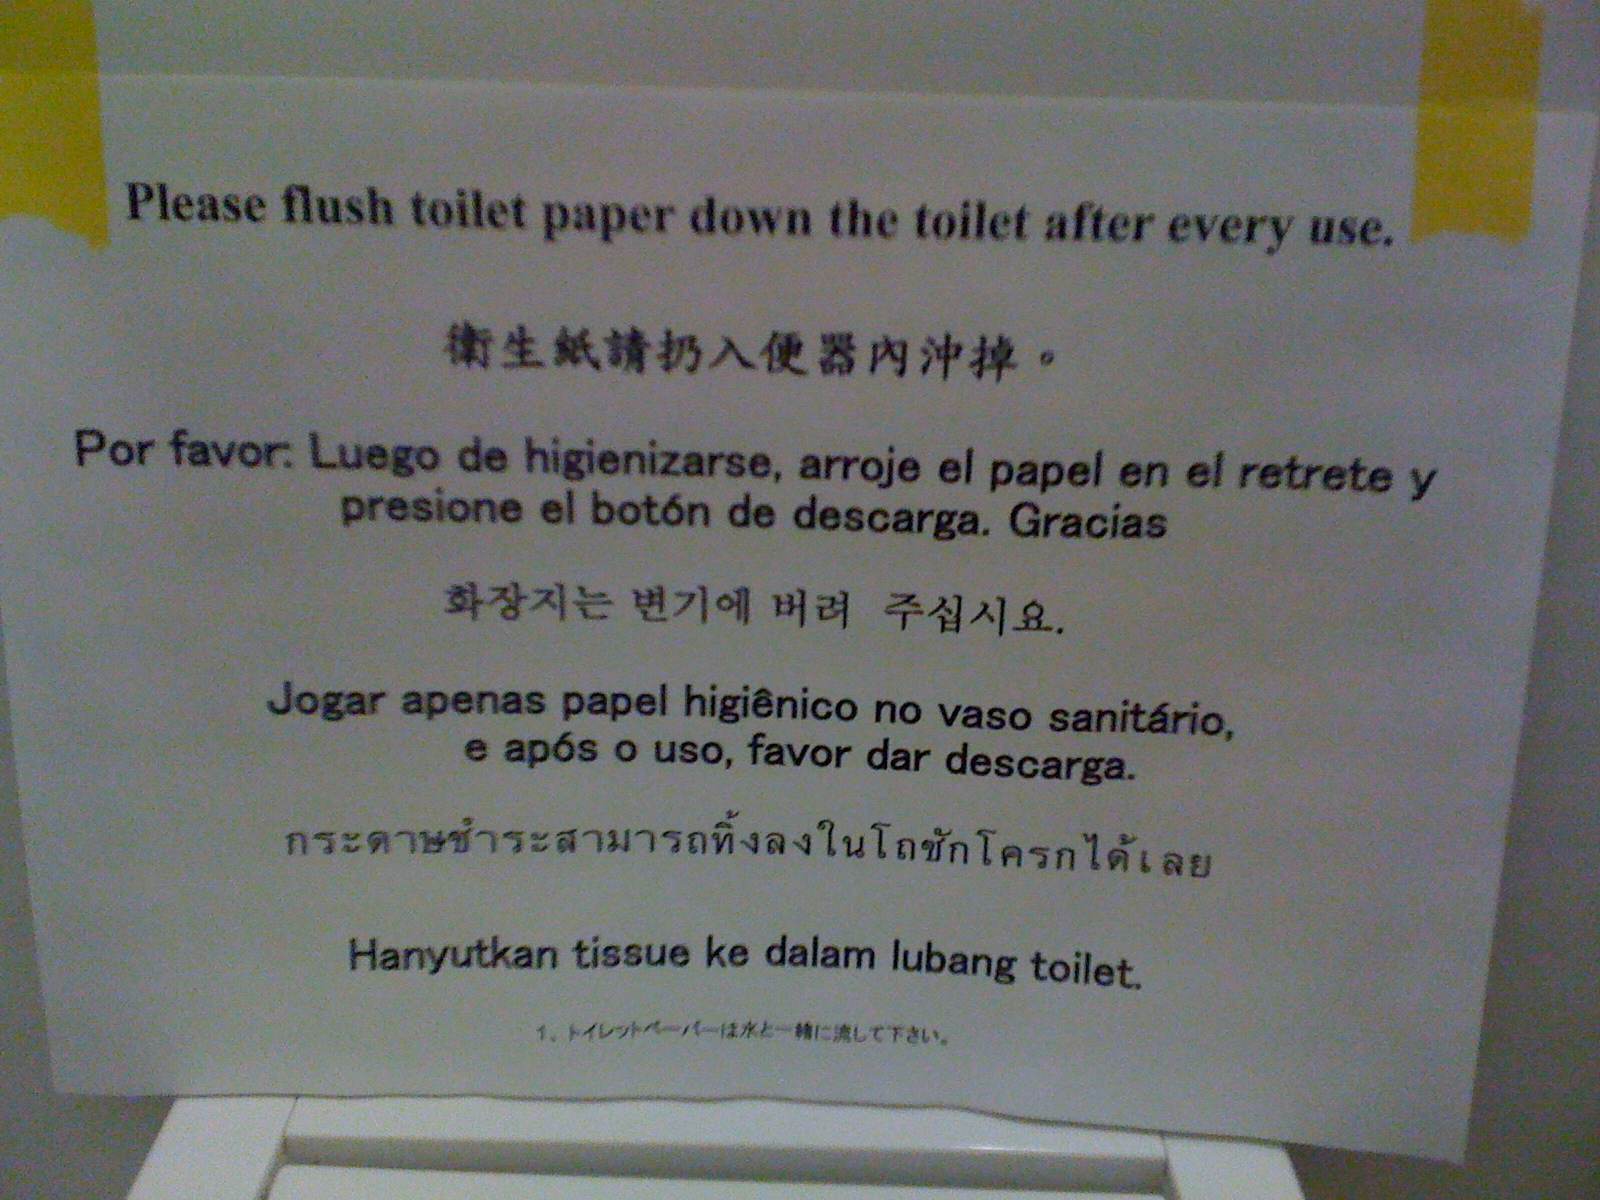 Please flush toilet paper down the toilet after every use.
衛生紙請扔入便器內沖掉。
Por favor: Luego de higienizarse, arroje el papel en el retrete y
presione el botón de descarga. Gracias
화장지는 변기에 버려 주십시요.
Jogar apenas papel higiênico no vaso sanitário,
e após o uso, favor dar descarga.
กระดาษชำระสามารถทิ้งลงในโถชักโครกได้เลย
Hanyutkan tissue ke dalam lubang toilet.
1、トイレットペーパーは水と一緒に流して下さい。